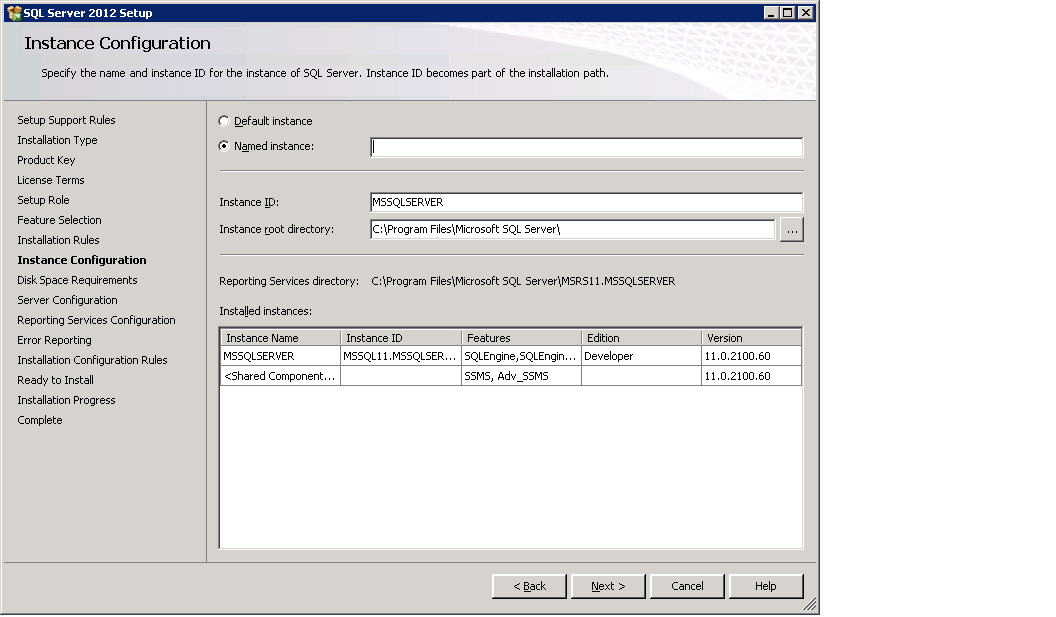 SQL Server 2012 Setup
Instance Configuration
Specify the name and instance ID for the instance of SQL Server. Instance ID becomes part of the installation path.
Setup Support Rules
Installation Type
Product Key
License Terms
Setup Role
Feature Selection
Installation Rules
Instance Configuration
Disk Space Requirements
Server Configuration
Reporting Services Configuration
Error Reporting
Installation Configuration Rules
Ready to Install
Installation Progress
Complete
Default instance
Named instance:
Instance ID: MSSQLSERVER
Instance root directory: C:\Program Files\Microsoft SQL Server\ ...
Reporting Services directory: C:\Program Files\Microsoft SQL Server\MSRS11.MSSQLSERVER
Installed instances:
Instance Name Instance ID Features Edition Version
MSSQLSERVER MSSQL11.MSSQLSER... SQLEngine,SQLEngin... Developer 11.0.2100.60
<Shared Component... SSMS, Adv_SSMS 11.0.2100.60
< Back Next > Cancel Help